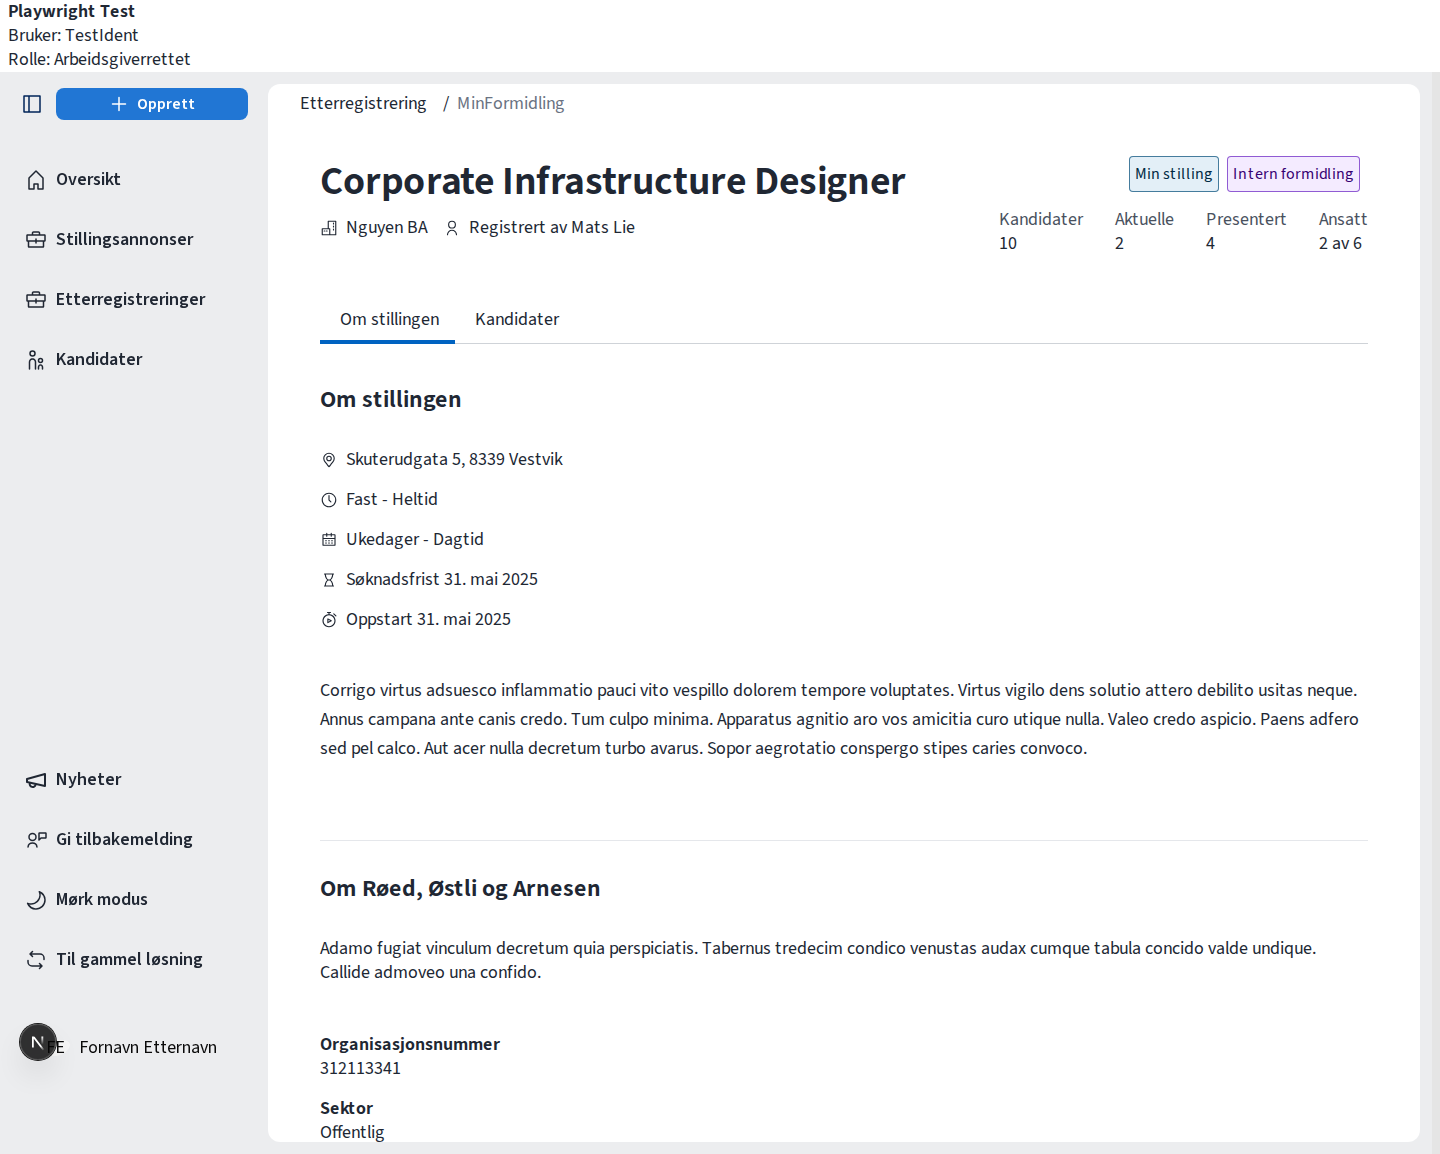 Playwright Test
Bruker: TestIdent
Rolle: Arbeidsgiverrettet
Opprett
Oversikt
Stillingsannonser
Etterregistreringer
Kandidater
Nyheter
Gi tilbakemelding
Mørk modus
Til gammel løsning
N
FE Fornavn Etternavn
Etterregistrering / MinFormidling
Corporate Infrastructure Designer
Nguyen BA Registrert av Mats Lie
Min stilling Intern formidling
Kandidater Aktuelle Presentert Ansatt
10 2 4 2 av 6
Om stillingen Kandidater
Om stillingen
Skuterudgata 5, 8339 Vestvik
Fast - Heltid
Ukedager - Dagtid
Søknadsfrist 31. mai 2025
Oppstart 31. mai 2025
Corrigo virtus adsuesco inflammatio pauci vito vespillo dolorem tempore voluptates. Virtus vigilo dens solutio attero debilito usitas neque.
Annus campana ante canis credo. Tum culpo minima. Apparatus agnitio aro vos amicitia curo utique nulla. Valeo credo aspicio. Paens adfero
sed pel calco. Aut acer nulla decretum turbo avarus. Sopor aegrotatio conspergo stipes caries convoco.
Om Røed, Østli og Arnesen
Adamo fugiat vinculum decretum quia perspiciatis. Tabernus tredecim condico venustas audax cumque tabula concido valde undique.
Callide admoveo una confido.
Organisasjonsnummer
312113341
Sektor
Offentlig